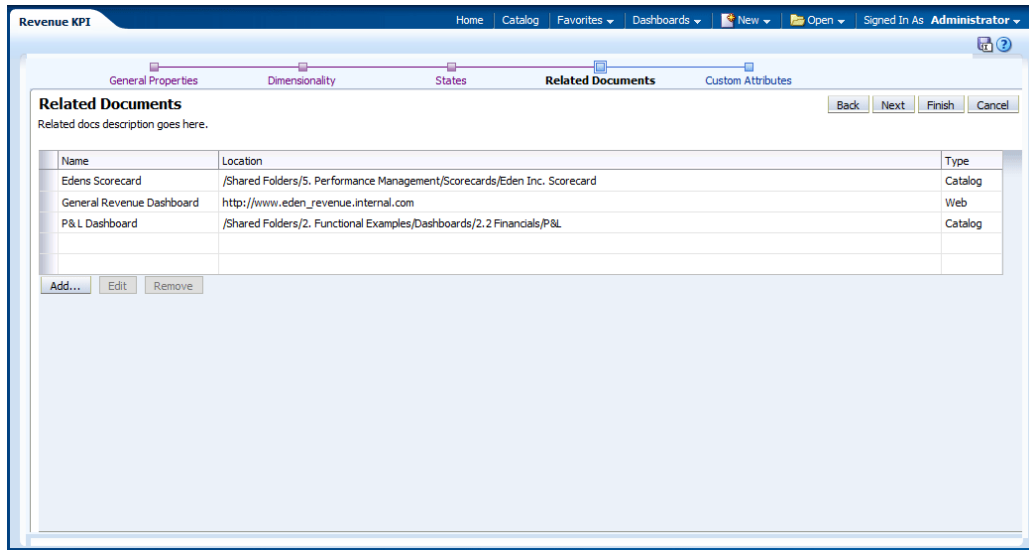 Revenue KPI Home Catalog Favorites Dashboards New Open Signed In As Administrator
General Properties Dimensionality States Related Documents Custom Attributes
Related Documents Back Next Finish Cancel
Related docs description goes here.
Name Location Type
Edens Scorecard /Shared Folders/5. Performance Management/Scorecards/Eden Inc. Scorecard Catalog
General Revenue Dashboard http://www.eden_revenue.internal.com Web
P&L Dashboard /Shared Folders/2. Functional Examples/Dashboards/2.2 Financials/P&L Catalog
Add... Edit Remove